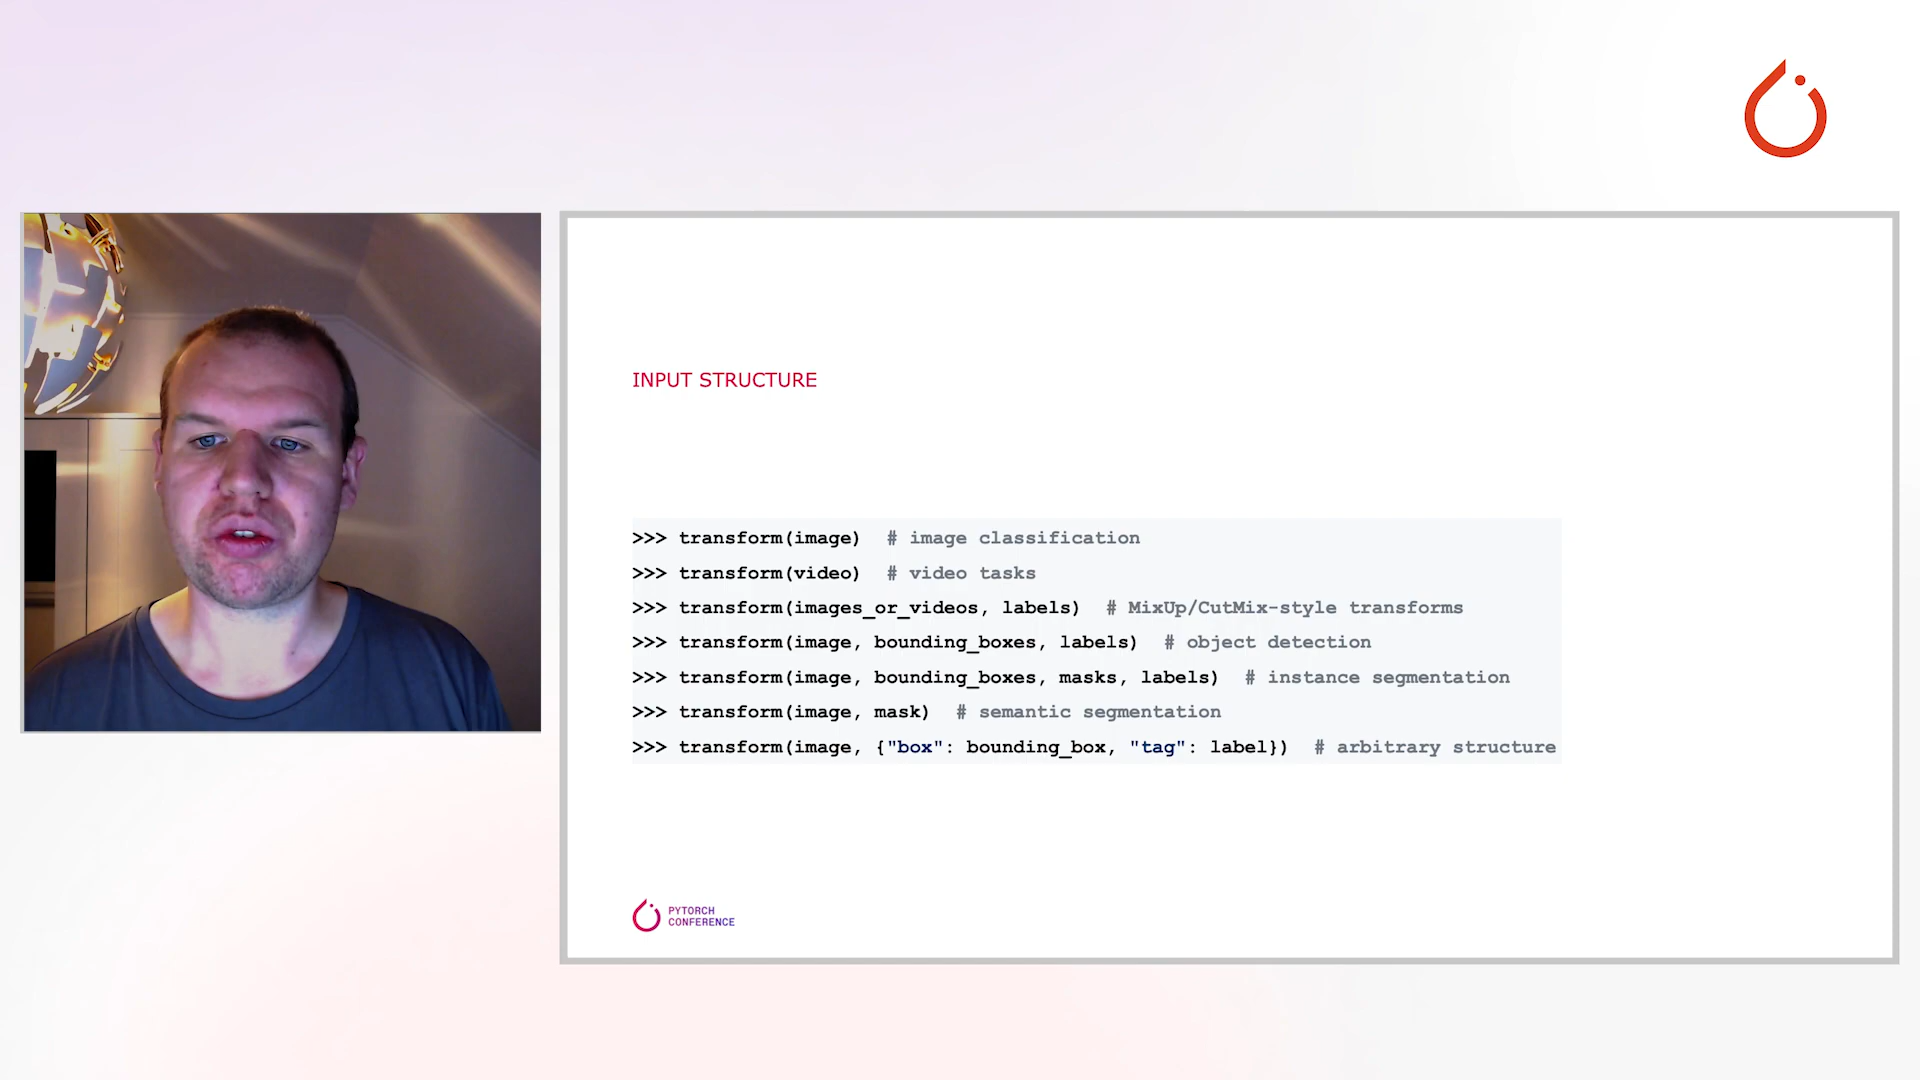 INPUT STRUCTURE
>>> transform(image)  # image classification
>>> transform(video)  # video tasks
>>> transform(images_or_videos, labels)  # MixUp/CutMix-style transforms
>>> transform(image, bounding_boxes, labels)  # object detection
>>> transform(image, bounding_boxes, masks, labels)  # instance segmentation
>>> transform(image, mask)  # semantic segmentation
>>> transform(image, {"box": bounding_box, "tag": label})  # arbitrary structure
PYTORCH
CONFERENCE